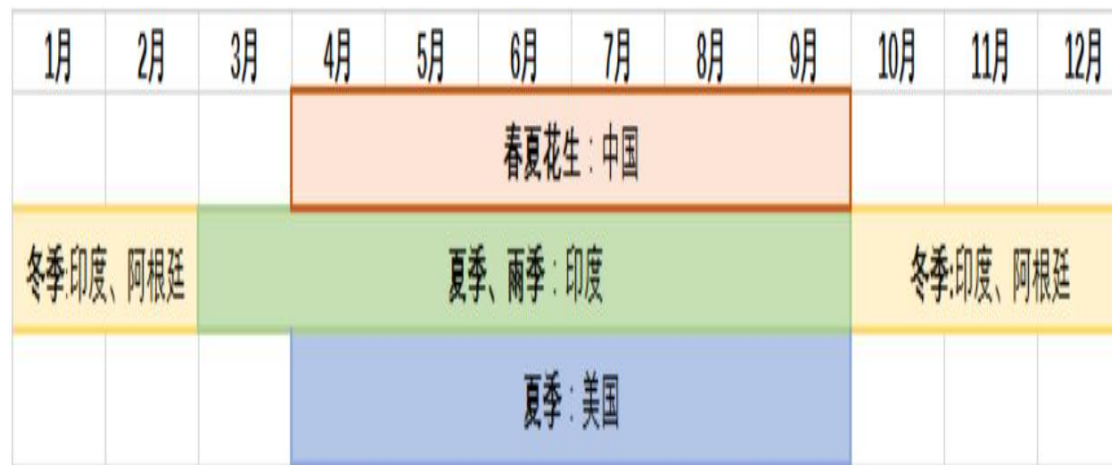 1月 2月 3月 4月 5月 6月 7月 8月 9月 10月 11月 12月
春夏花生：中国
冬季:印度、阿根廷 夏季、雨季：印度 冬季:印度、阿根廷
夏季：美国